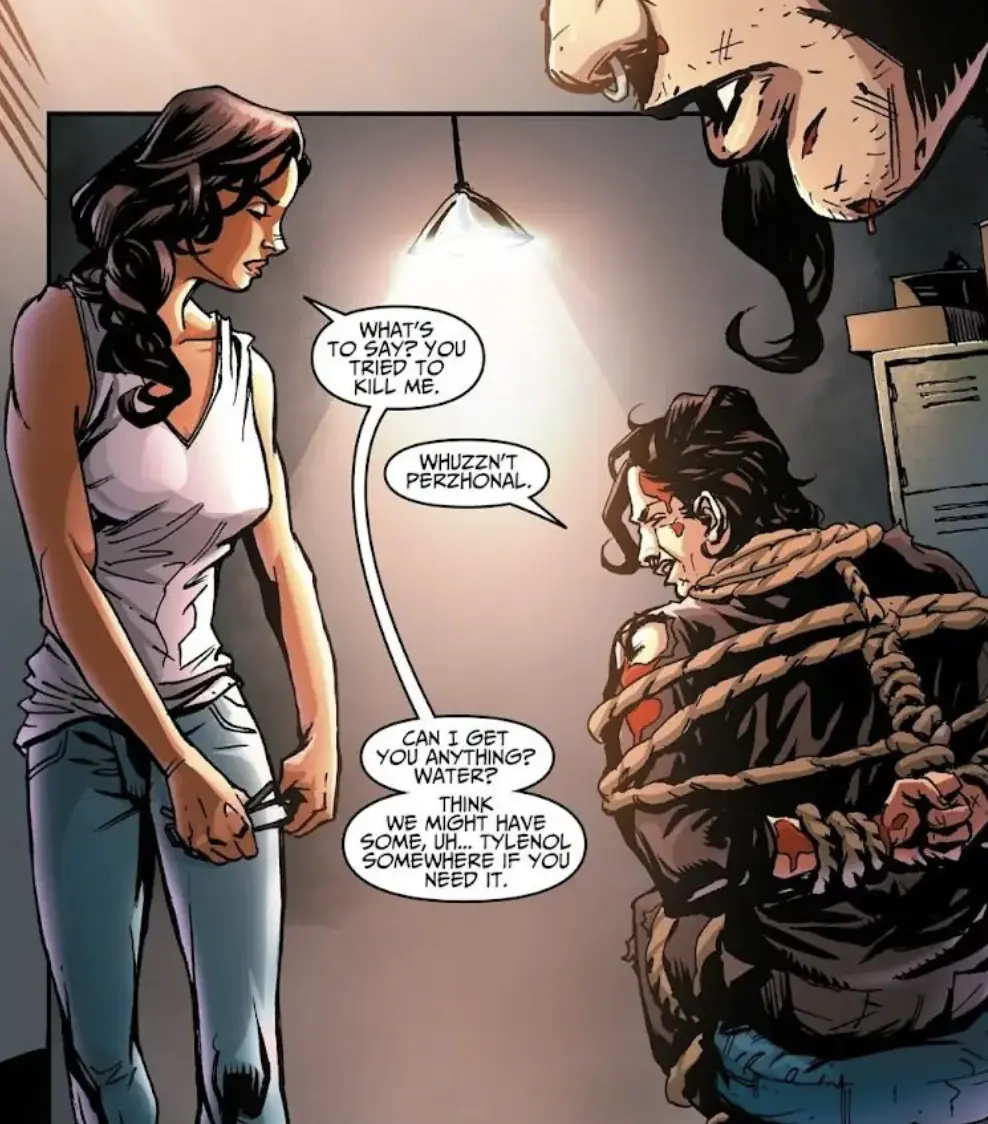 WHAT'S
TO SAY? YOU
TRIED TO
KILL ME.
WHUZZN'T
PERZHONAL.
CAN I GET
YOU ANYTHING?
WATER?
THINK
WE MIGHT HAVE
SOME, UH... TYLENOL
SOMEWHERE IF YOU
NEED IT.